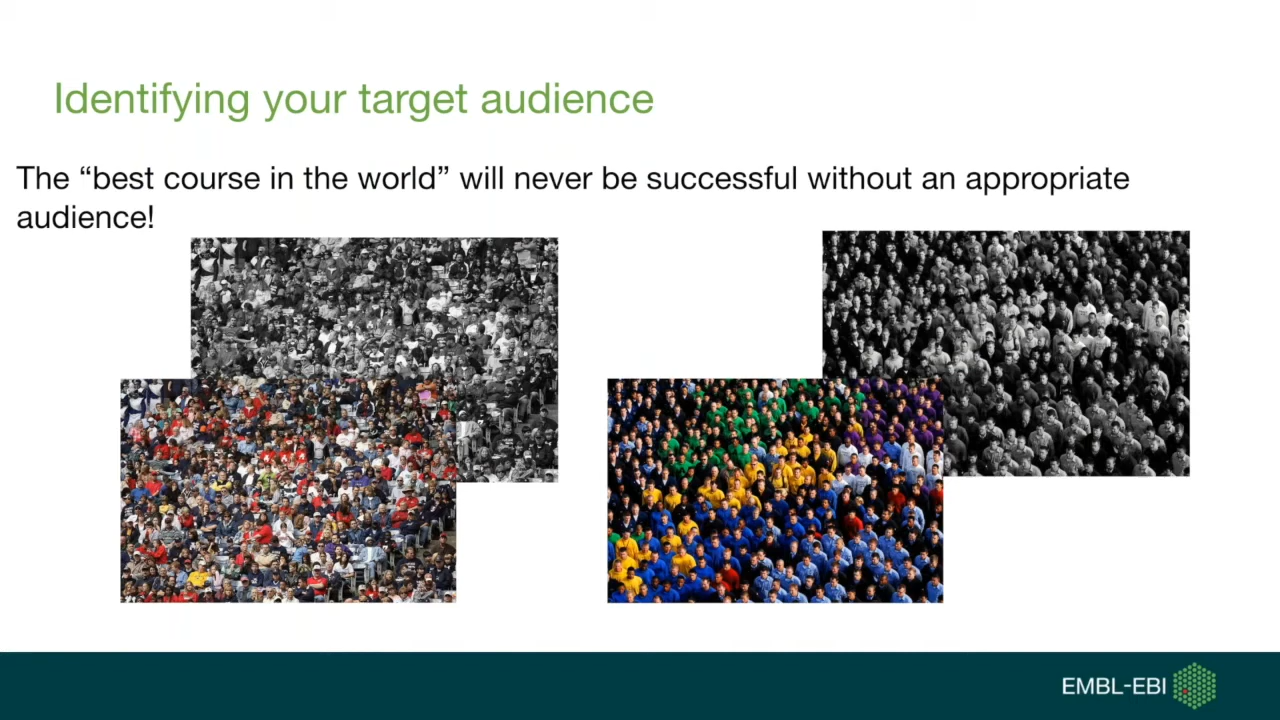 Identifying your target audience
The “best course in the world” will never be successful without an appropriate
audience!
EMBL-EBI